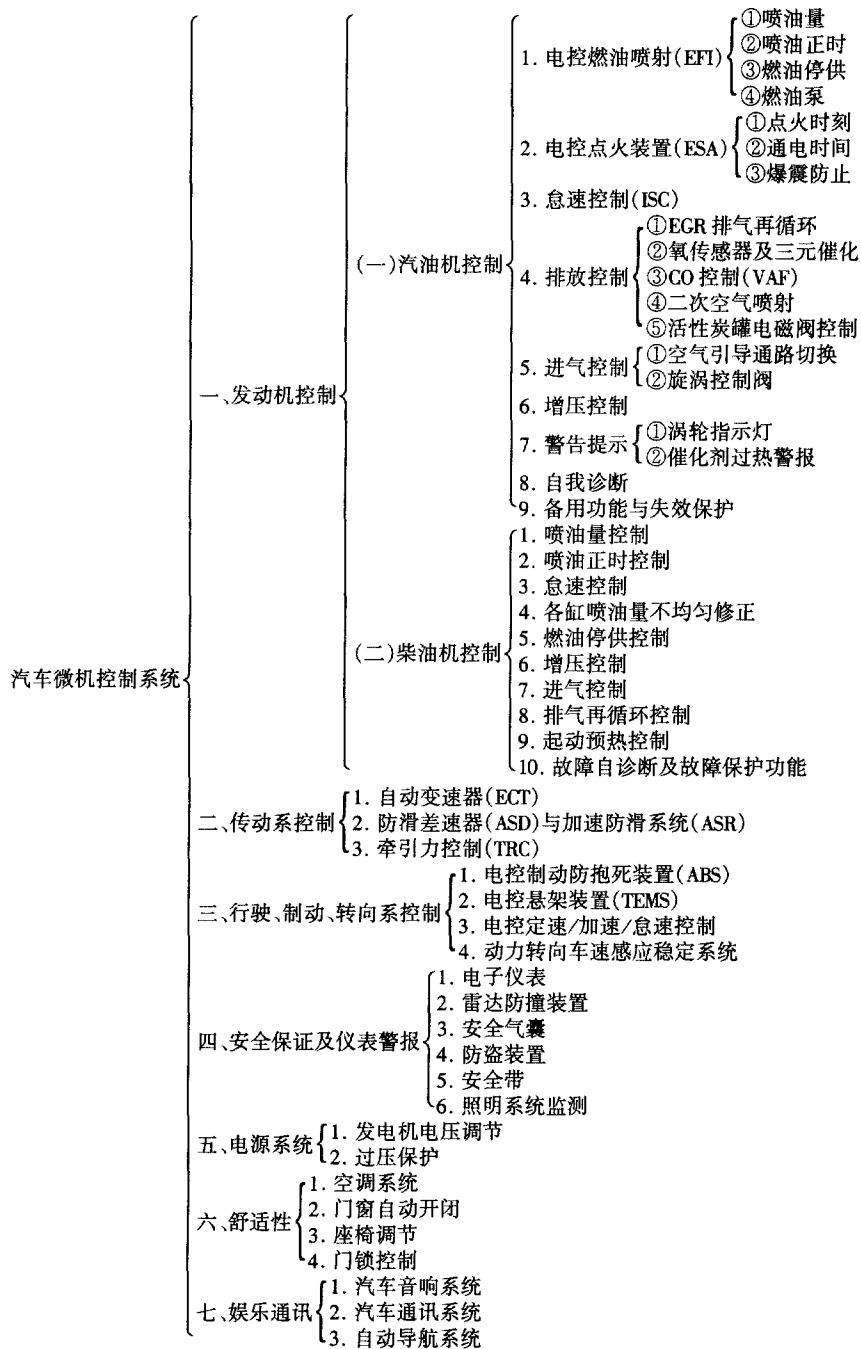 汽车微机控制系统
一、发动机控制
(一)汽油机控制
1. 电控燃油喷射(EFI)
①喷油量
②喷油正时
③燃油停供
④燃油泵
2. 电控点火装置(ESA)
①点火时刻
②通电时间
③爆震防止
3. 怠速控制(ISC)
4. 排放控制
①EGR 排气再循环
②氧传感器及三元催化
③CO 控制(VAF)
④二次空气喷射
⑤活性炭罐电磁阀控制
5. 进气控制
①空气引导通路切换
②旋涡控制阀
6. 增压控制
7. 警告提示
①涡轮指示灯
②催化剂过热警报
8. 自我诊断
9. 备用功能与失效保护
(二)柴油机控制
1. 喷油量控制
2. 喷油正时控制
3. 怠速控制
4. 各缸喷油量不均匀修正
5. 燃油停供控制
6. 增压控制
7. 进气控制
8. 排气再循环控制
9. 起动预热控制
10. 故障自诊断及故障保护功能
二、传动系控制
1. 自动变速器(ECT)
2. 防滑差速器(ASD)与加速防滑系统(ASR)
3. 牵引力控制(TRC)
三、行驶、制动、转向系控制
1. 电控制动防抱死装置(ABS)
2. 电控悬架装置(TEMS)
3. 电控定速/加速/怠速控制
4. 动力转向车速感应稳定系统
四、安全保证及仪表警报
1. 电子仪表
2. 雷达防撞装置
3. 安全气囊
4. 防盗装置
5. 安全带
6. 照明系统监测
五、电源系统
1. 发电机电压调节
2. 过压保护
六、舒适性
1. 空调系统
2. 门窗自动开闭
3. 座椅调节
4. 门锁控制
七、娱乐通讯
1. 汽车音响系统
2. 汽车通讯系统
3. 自动导航系统